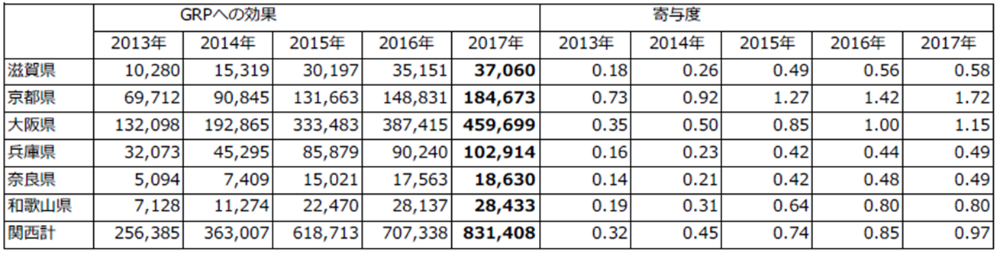 GRPへの効果 寄与度
2013年 2014年 2015年 2016年 2017年 2013年 2014年 2015年 2016年 2017年
滋賀県 10,280 15,319 30,197 35,151 37,060 0.18 0.26 0.49 0.56 0.58
京都県 69,712 90,845 131,663 148,831 184,673 0.73 0.92 1.27 1.42 1.72
大阪県 132,098 192,865 333,483 387,415 459,699 0.35 0.50 0.85 1.00 1.15
兵庫県 32,073 45,295 85,879 90,240 102,914 0.16 0.23 0.42 0.44 0.49
奈良県 5,094 7,409 15,021 17,563 18,630 0.14 0.21 0.42 0.48 0.49
和歌山県 7,128 11,274 22,470 28,137 28,433 0.19 0.31 0.64 0.80 0.80
関西計 256,385 363,007 618,713 707,338 831,408 0.32 0.45 0.74 0.85 0.97